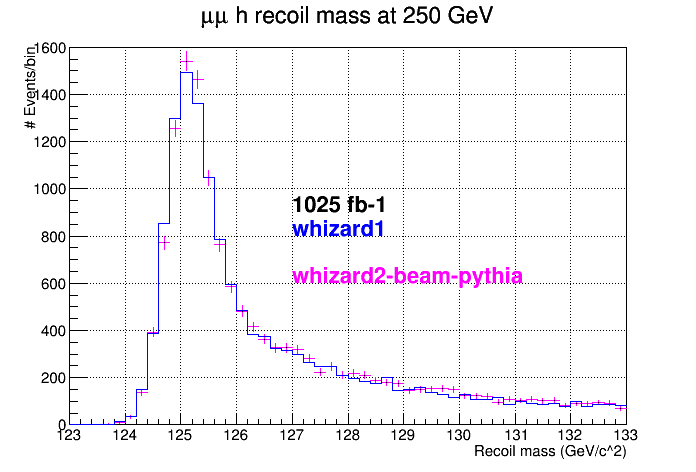 μμ h recoil mass at 250 GeV
# Events/bin
1600
1400
1200
1000
800
600
400
200
0
1025 fb-1
whizard1
whizard2-beam-pythia
123 124 125 126 127 128 129 130 131 132 133
Recoil mass (GeV/c^2)